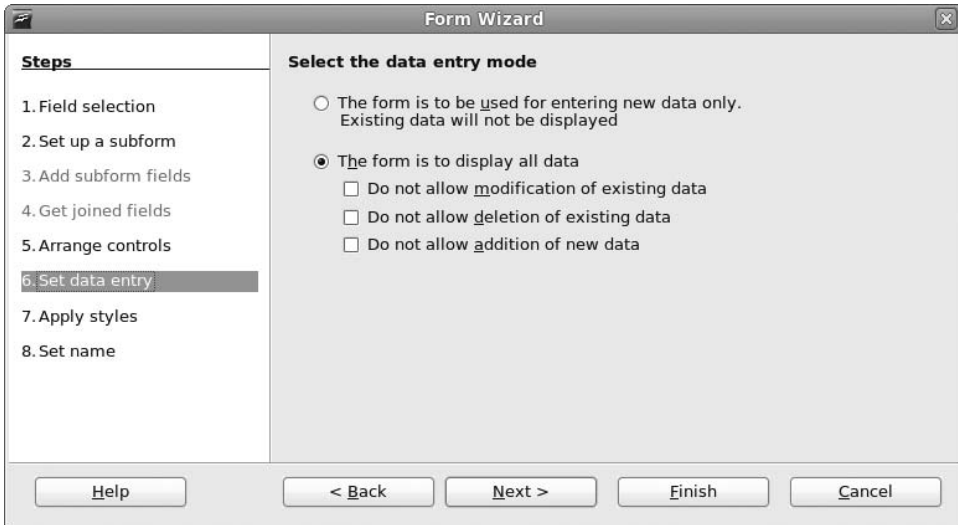 Form Wizard
Steps
1. Field selection
2. Set up a subform
3. Add subform fields
4. Get joined fields
5. Arrange controls
6. Set data entry
7. Apply styles
8. Set name
Select the data entry mode
The form is to be used for entering new data only.
Existing data will not be displayed
The form is to display all data
Do not allow modification of existing data
Do not allow deletion of existing data
Do not allow addition of new data
Help
< Back
Next >
Finish
Cancel